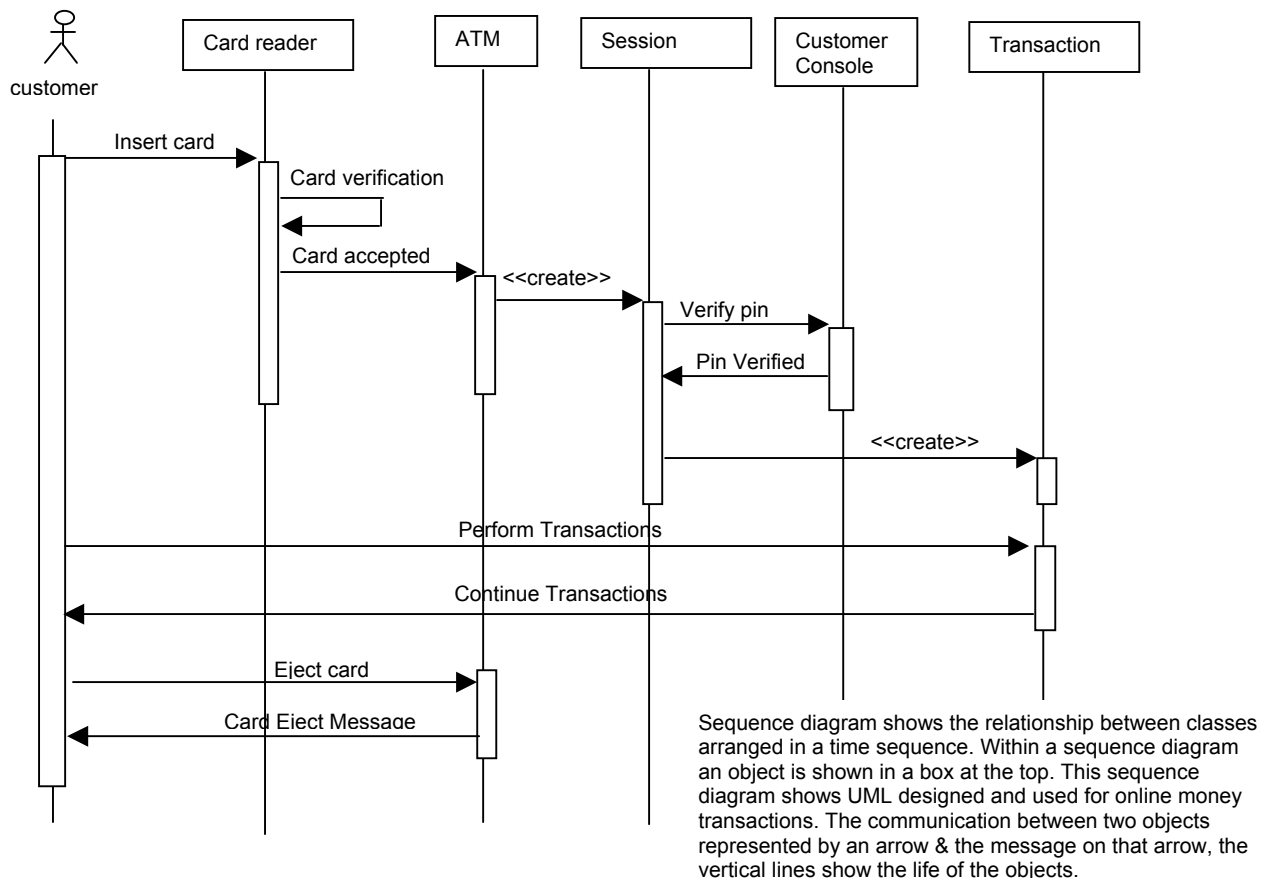 Card reader
ATM
Session
Customer
Console
Transaction
customer
Insert card
Card verification
Card accepted
<<create>>
Verify pin
Pin Verified
<<create>>
Perform Transactions
Continue Transactions
Eject card
Card Eject Message
Sequence diagram shows the relationship between classes
arranged in a time sequence. Within a sequence diagram
an object is shown in a box at the top. This sequence
diagram shows UML designed and used for online money
transactions. The communication between two objects
represented by an arrow & the message on that arrow, the
vertical lines show the life of the objects.